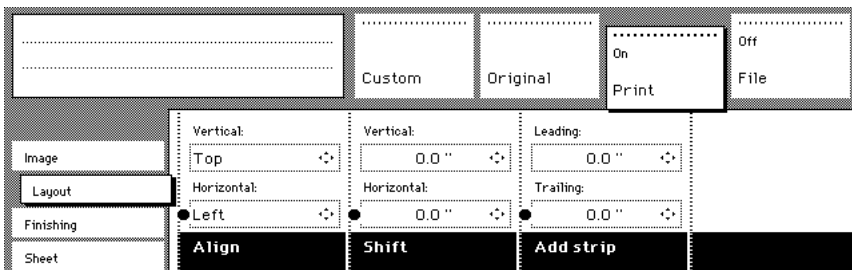 Custom
Original
On
Print
Off
File
Image
Layout
Finishing
Sheet
Vertical:
Top
Horizontal:
Left
Align
Vertical:
0.0 "
Horizontal:
0.0 "
Shift
Leading:
0.0 "
Trailing:
0.0 "
Add strip